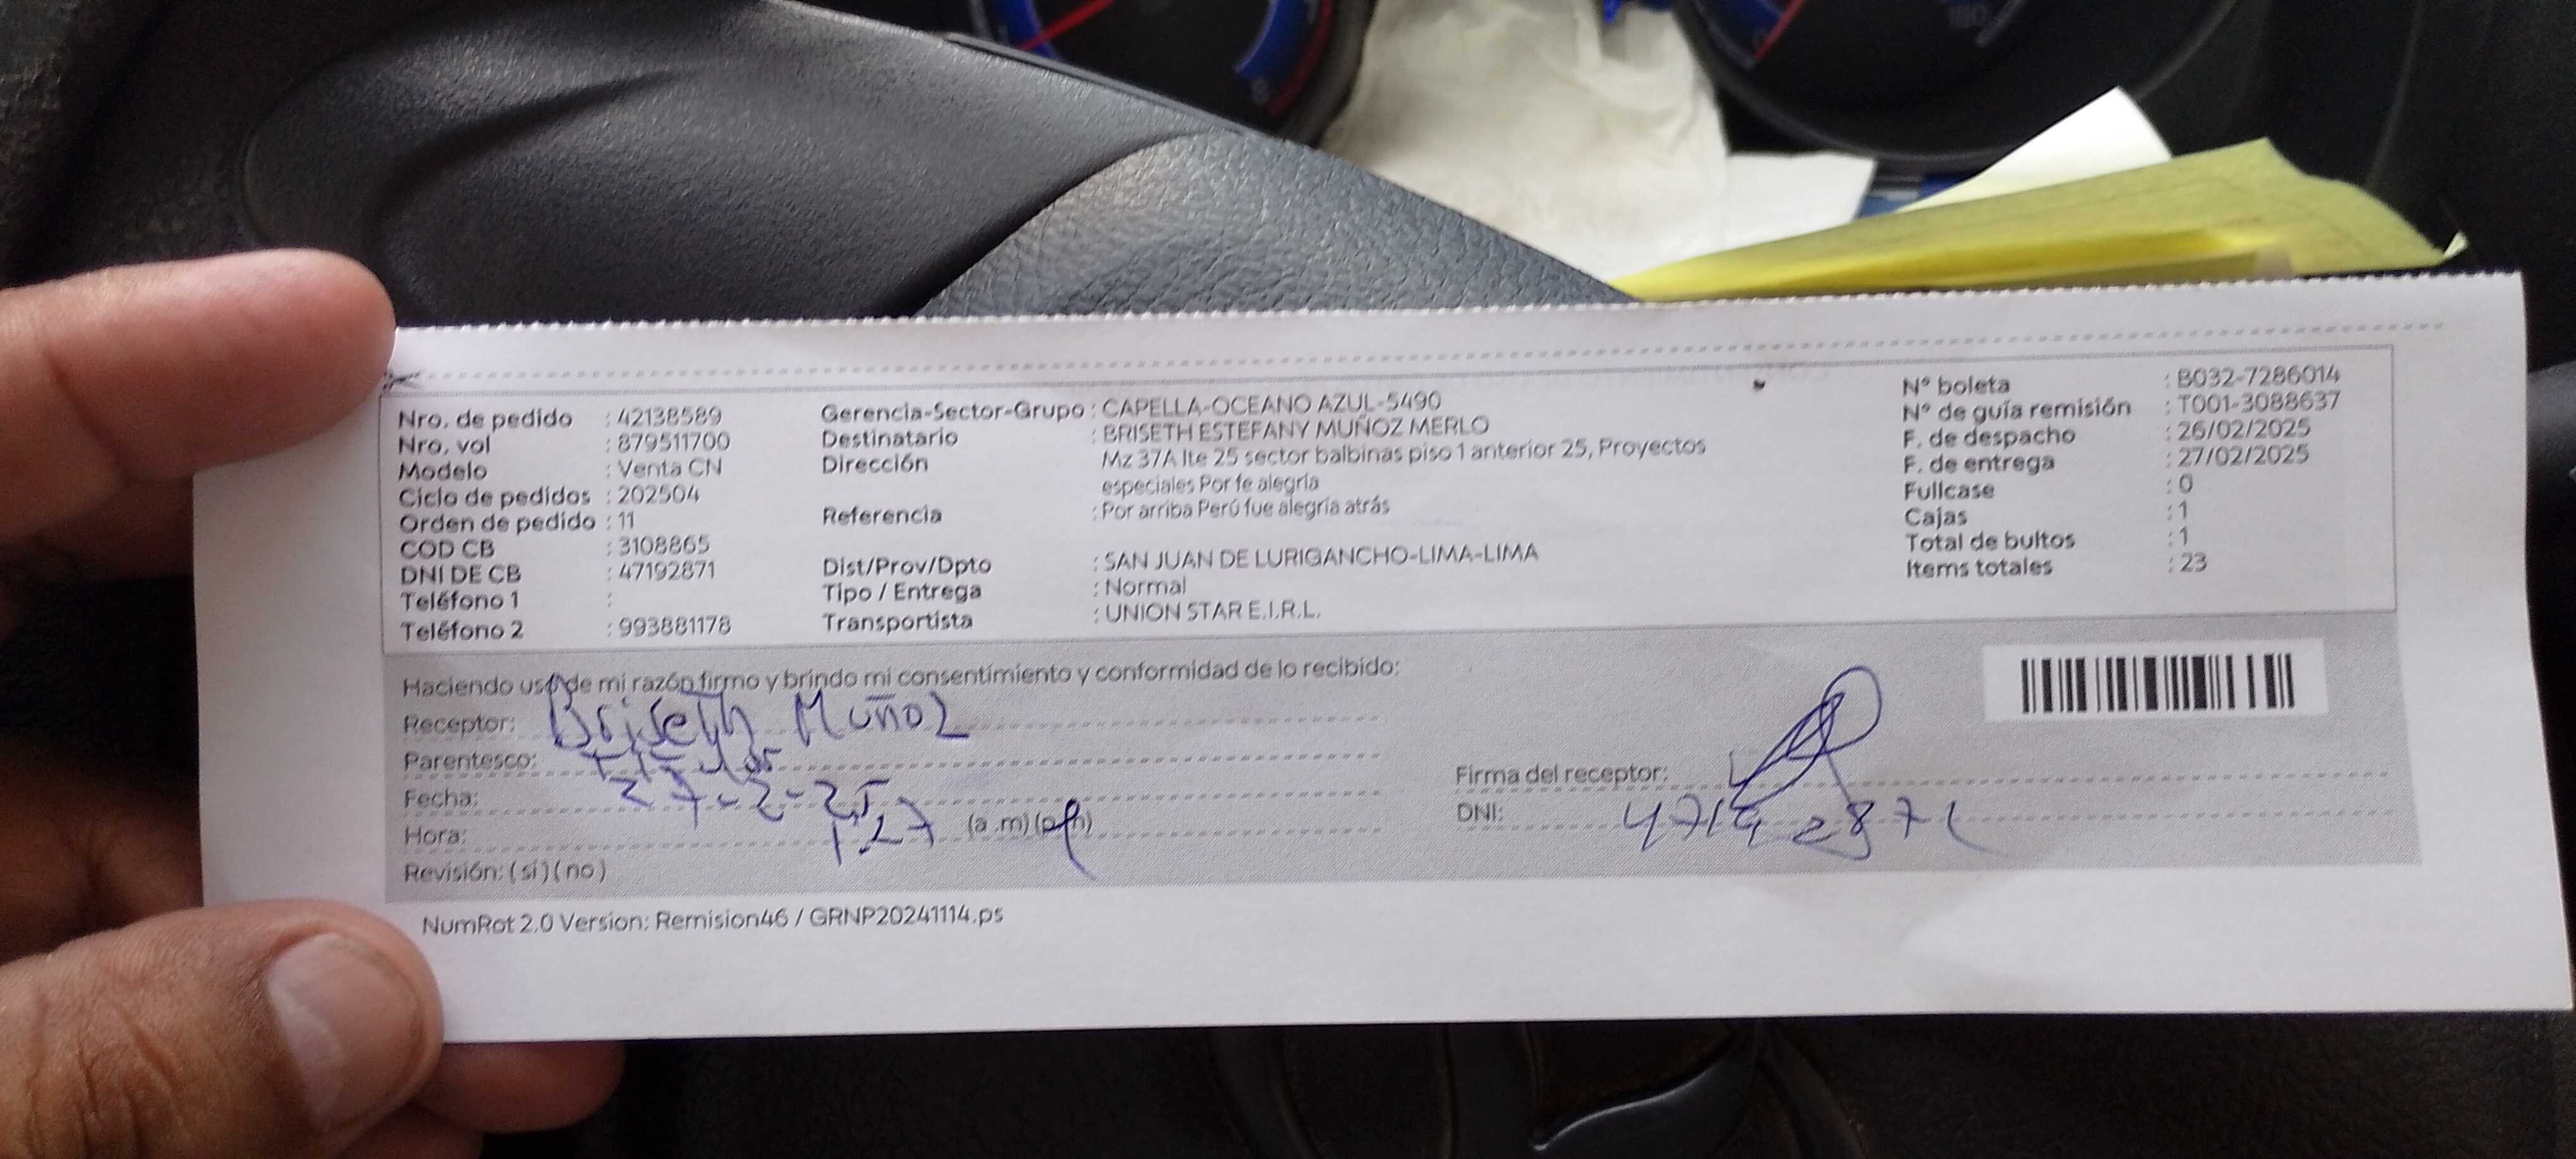 Nro. de pedido : 42138589
Nro. vol : 879511700
Modelo : Venta CN
Ciclo de pedidos : 202504
Orden de pedido : 11
COD CB : 3108865
DNI DE CB : 47192871
Teléfono 1 :
Teléfono 2 : 993881178
Gerencia-Sector-Grupo : CAPELLA-OCEANO AZUL-5490
Destinatario : BRISETH ESTEFANY MUÑOZ MERLO
Dirección Mz 37A lte 25 sector balbinas piso 1 anterior 25, Proyectos
especiales Por fe alegría
Referencia : Por arriba Perú fue alegría atrás
Dist/Prov/Dpto : SAN JUAN DE LURIGANCHO-LIMA-LIMA
Tipo / Entrega : Normal
Transportista : UNION STAR E.I.R.L.
N° boleta : B032-7286014
N° de guía remisión : T001-3088637
F. de despacho : 26/02/2025
F. de entrega : 27/02/2025
Fullcase : 0
Cajas : 1
Total de bultos : 1
Items totales : 23
Haciendo uso de mi razón firmo y brindo mi consentimiento y conformidad de lo recibido:
Receptor: Briseth Muñoz
Parentesco: Titular
Fecha: 27-2-25
Hora: 1:27 (a.m) (p.m)
Revisión: (si) (no)
Firma del receptor:
DNI: 47192871
NumRot 2.0 Version: Remision46 / GRNP20241114.ps